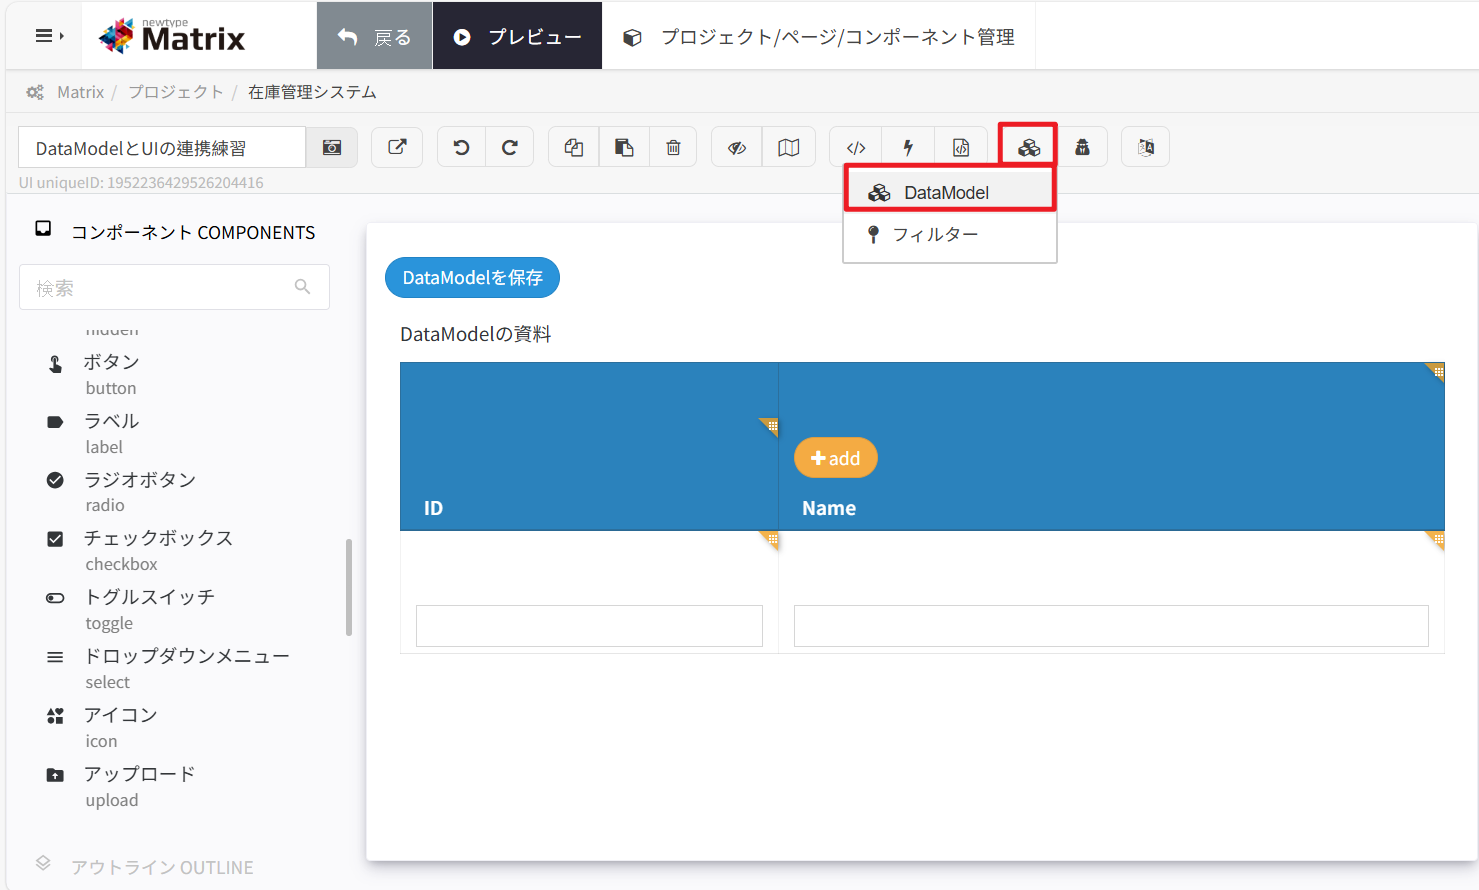 newtype
Matrix
戻る
プレビュー
プロジェクト/ページ/コンポーネント管理
Matrix / プロジェクト / 在庫管理システム
DataModelとUIの連携練習
UI uniqueID: 1952236429526204416
DataModel
フィルター
コンポーネント COMPONENTS
検索
hidden
ボタン
button
ラベル
label
ラジオボタン
radio
チェックボックス
checkbox
トグルスイッチ
toggle
ドロップダウンメニュー
select
アイコン
icon
アップロード
upload
アウトライン OUTLINE
DataModelを保存
DataModelの資料
add
ID
Name